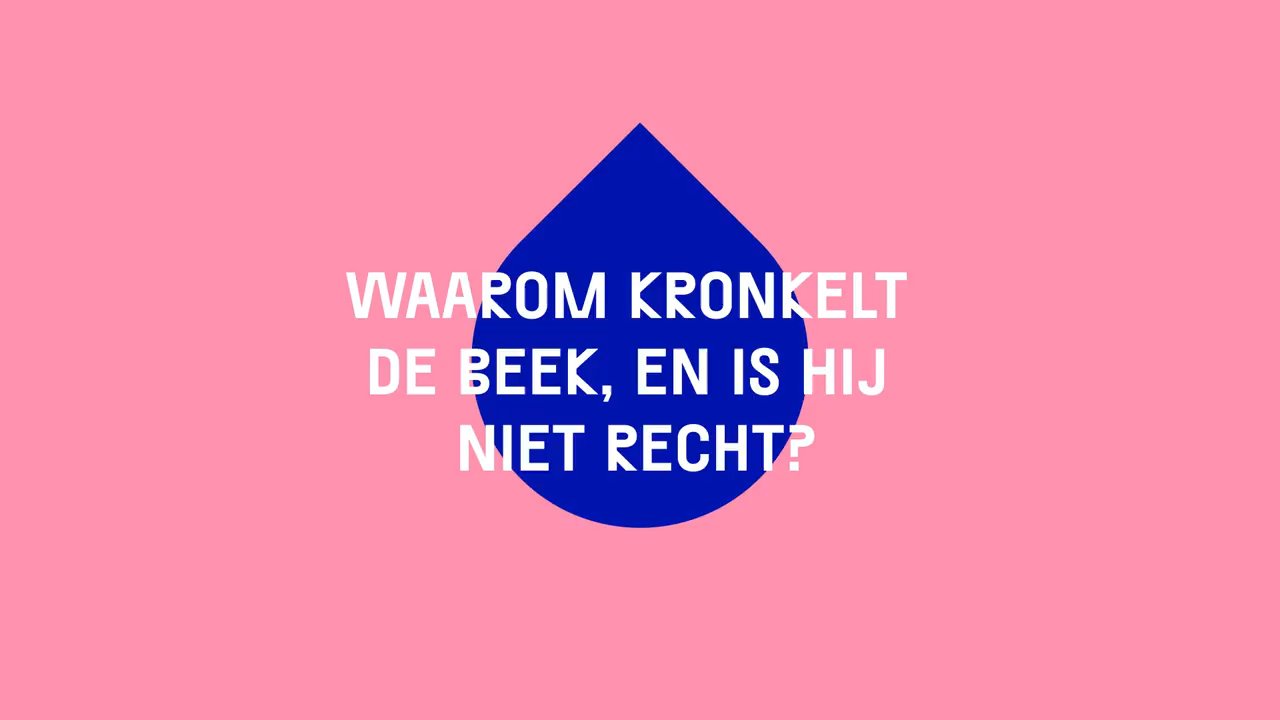 WAAROM KRONKELT
DE BEEK, EN IS HIJ
NIET RECHT?